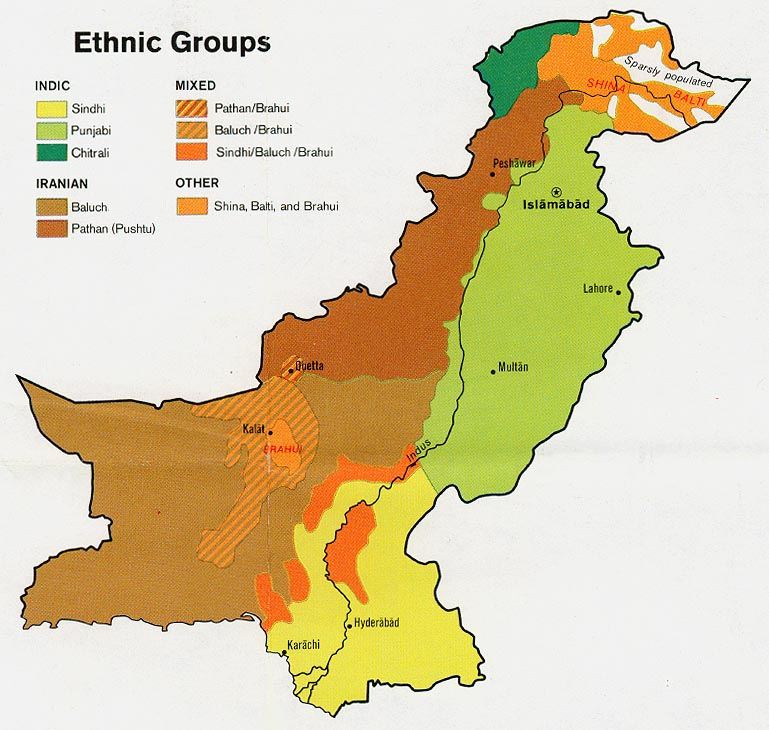 Ethnic Groups
INDIC
Sindhi
Punjabi
Chitrali
IRANIAN
Baluch
Pathan (Pushtu)
MIXED
Pathan/Brahui
Baluch/Brahui
Sindhi/Baluch/Brahui
OTHER
Shina, Balti, and Brahui
Sparsly populated
SHINA
BALTI
Peshāwar
Islāmābād
Lahore
Quetta
Multān
Kalāt
BRAHUI
Indus
Hyderābād
Karāchi